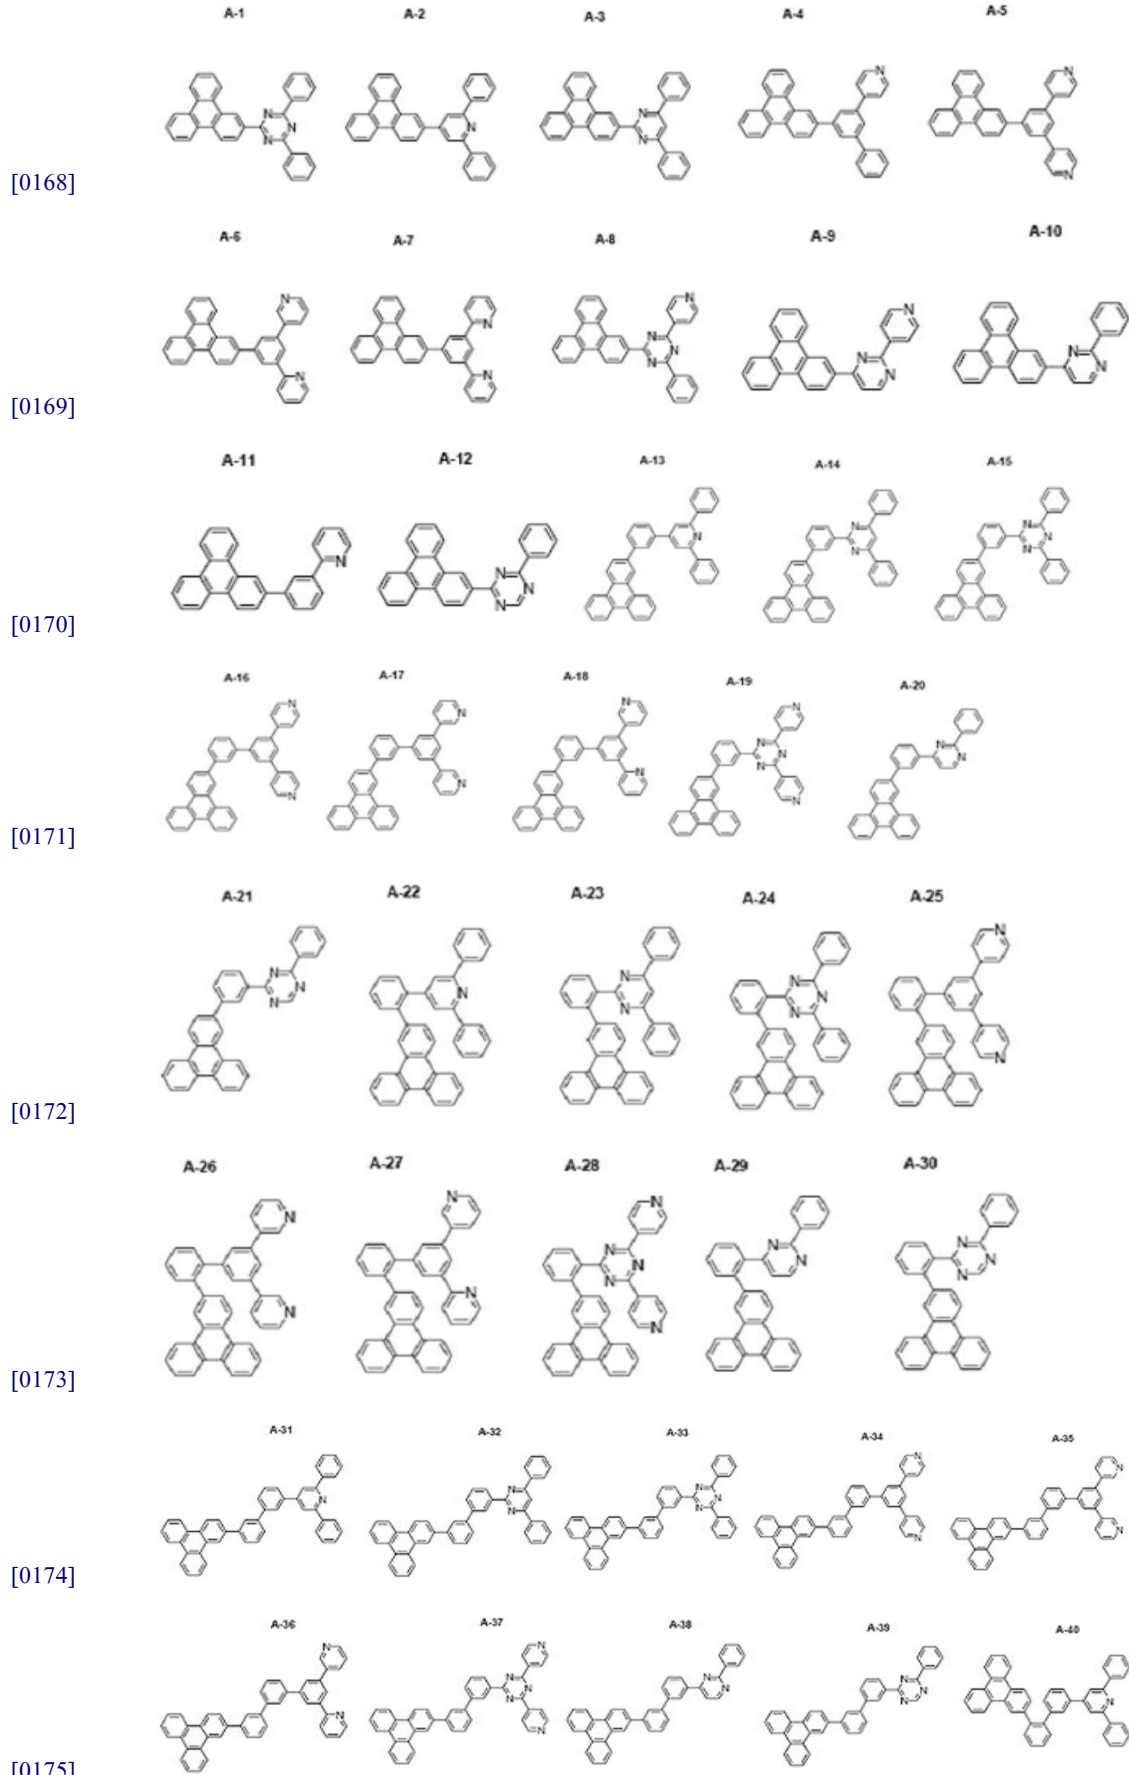 A-1 A-2 A-3 A-4 A-5
[0168]
A-6 A-7 A-8 A-9 A-10
[0169]
A-11 A-12 A-13 A-14 A-15
[0170]
A-16 A-17 A-18 A-19 A-20
[0171]
A-21 A-22 A-23 A-24 A-25
[0172]
A-26 A-27 A-28 A-29 A-30
[0173]
A-31 A-32 A-33 A-34 A-35
[0174]
A-36 A-37 A-38 A-39 A-40
[0175]